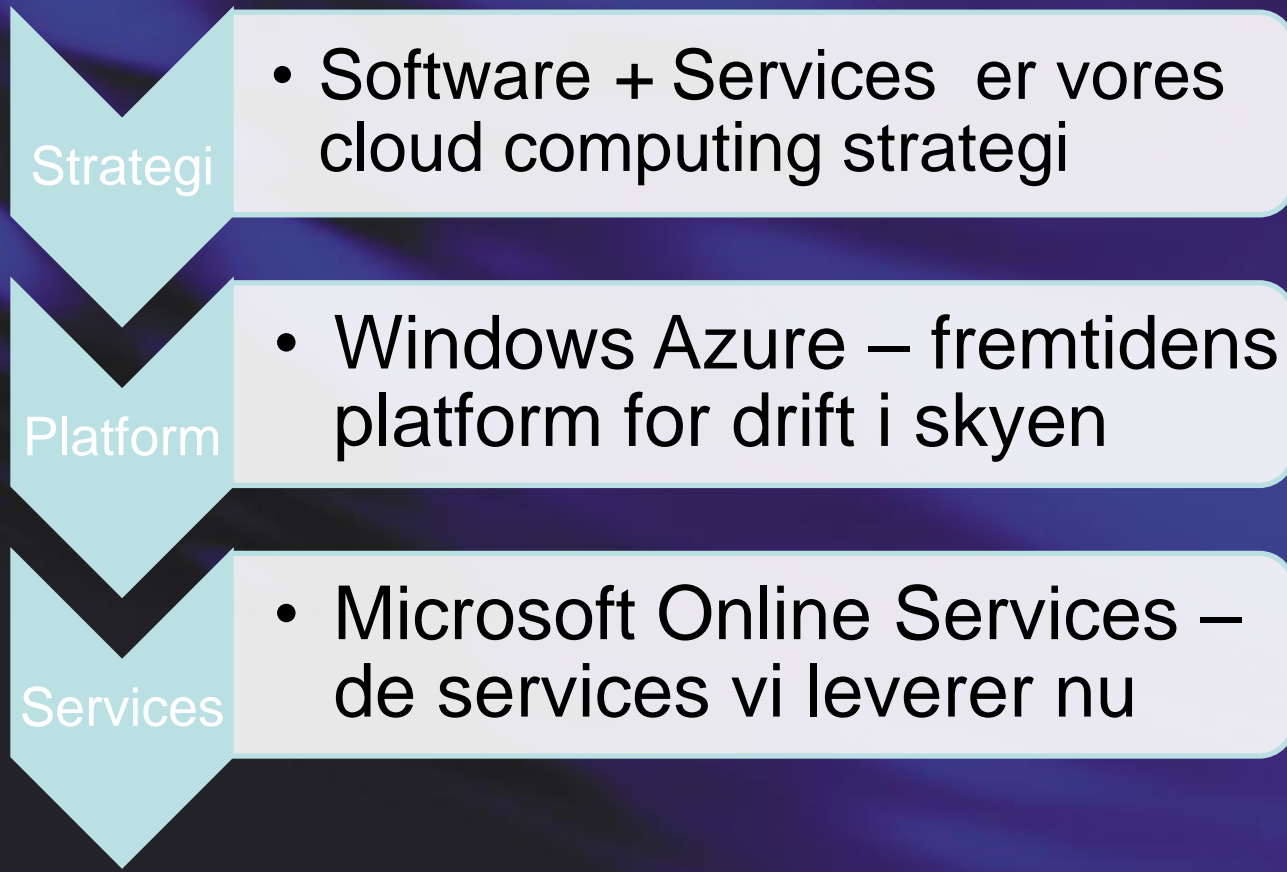 Strategi
• Software + Services er vores
cloud computing strategi
Platform
• Windows Azure – fremtidens
platform for drift i skyen
Services
• Microsoft Online Services –
de services vi leverer nu